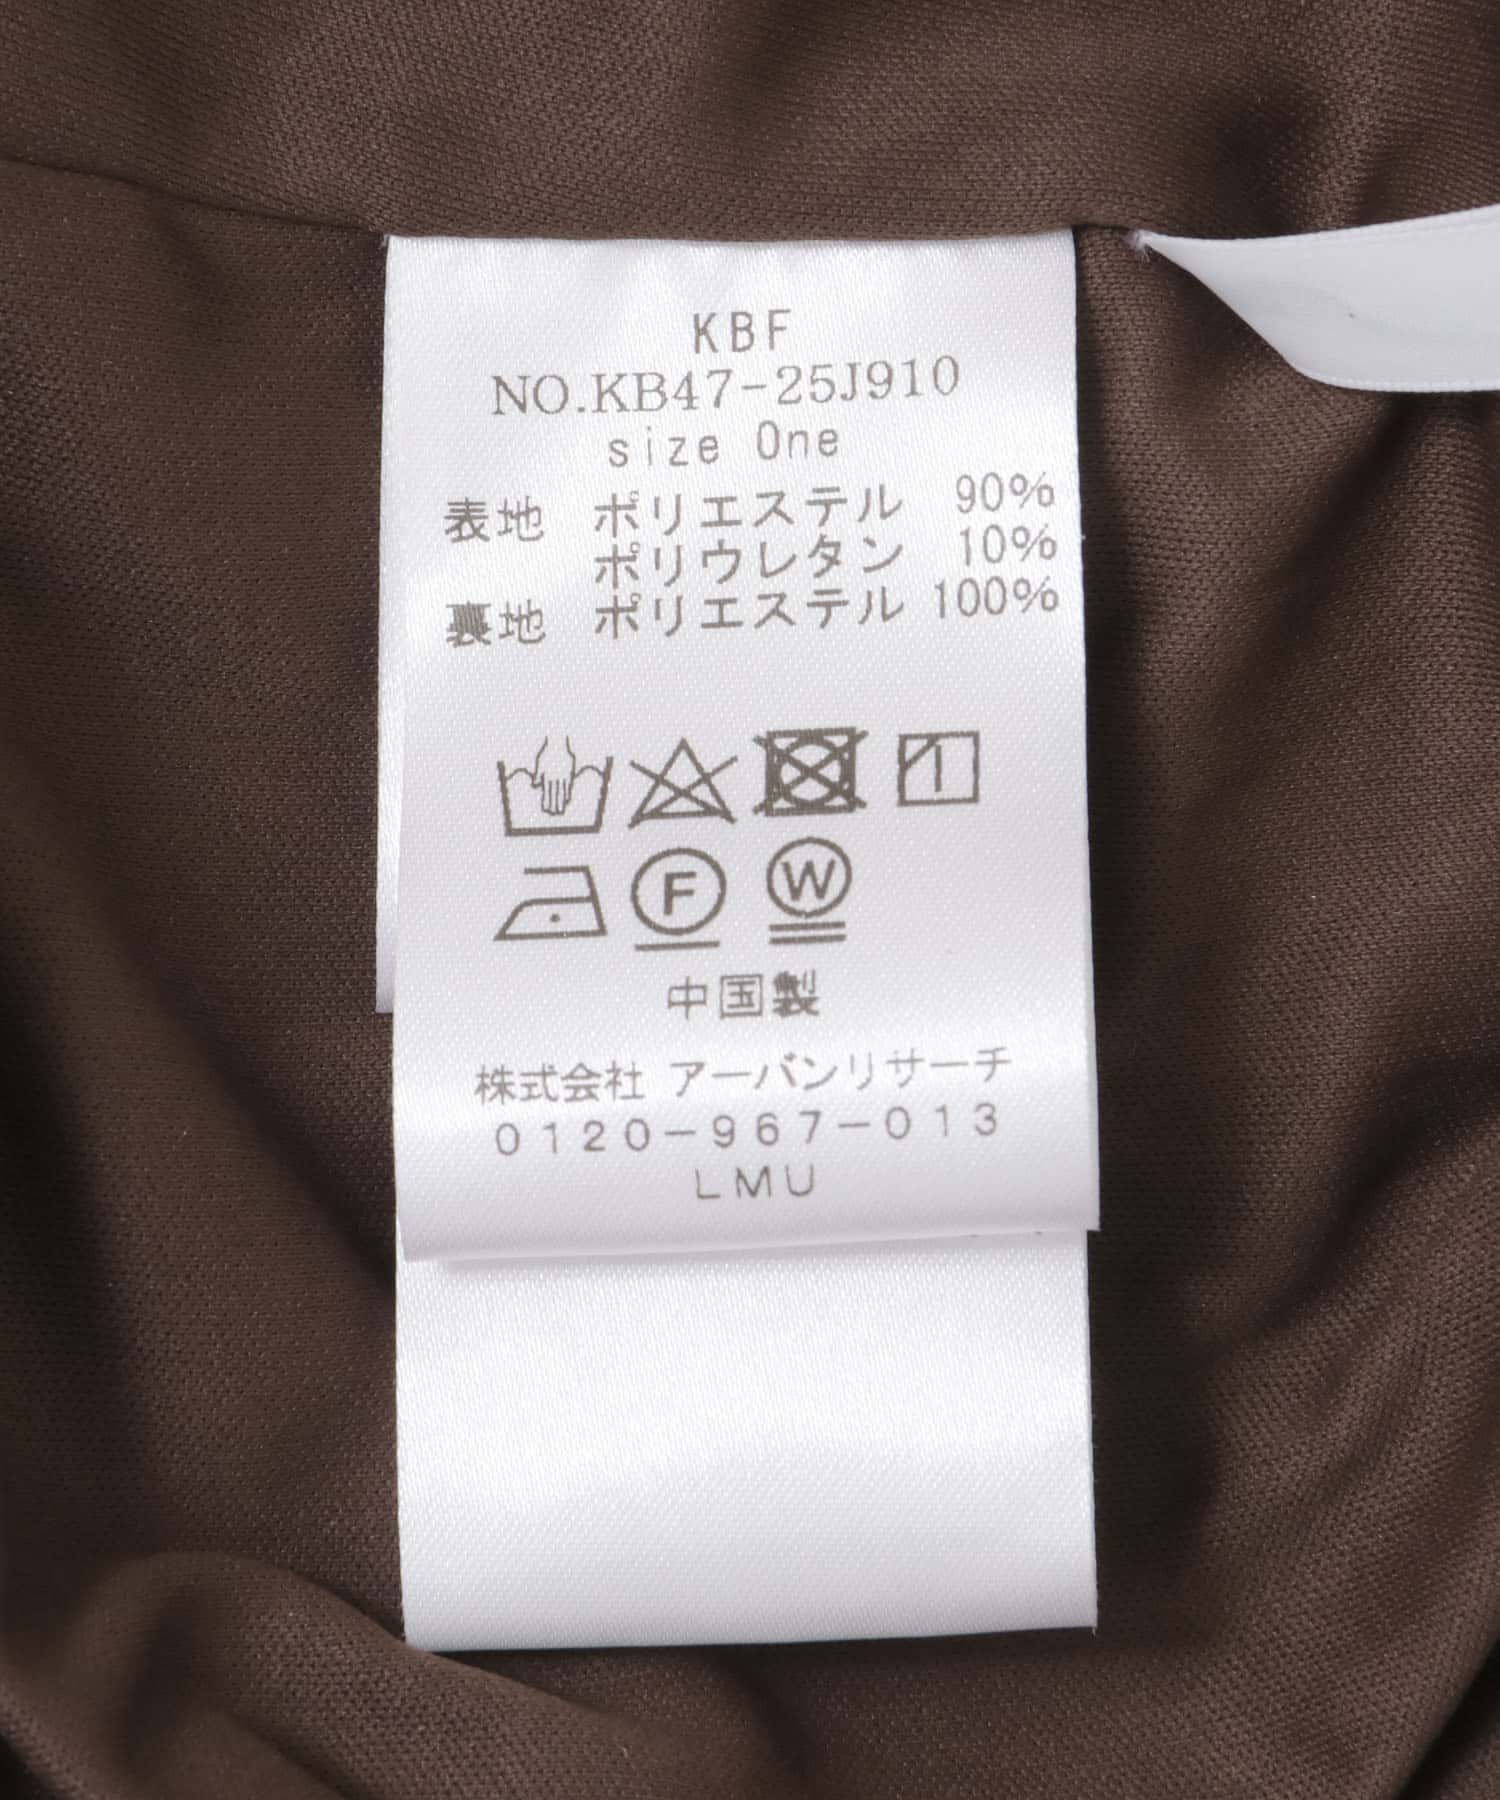 KBF
NO.KB47-25J910
size One
表地 ポリエステル 90%
ポリウレタン 10%
裏地 ポリエステル 100%
F W
中国製
株式会社 アーバンリサーチ
0120-967-013
LMU